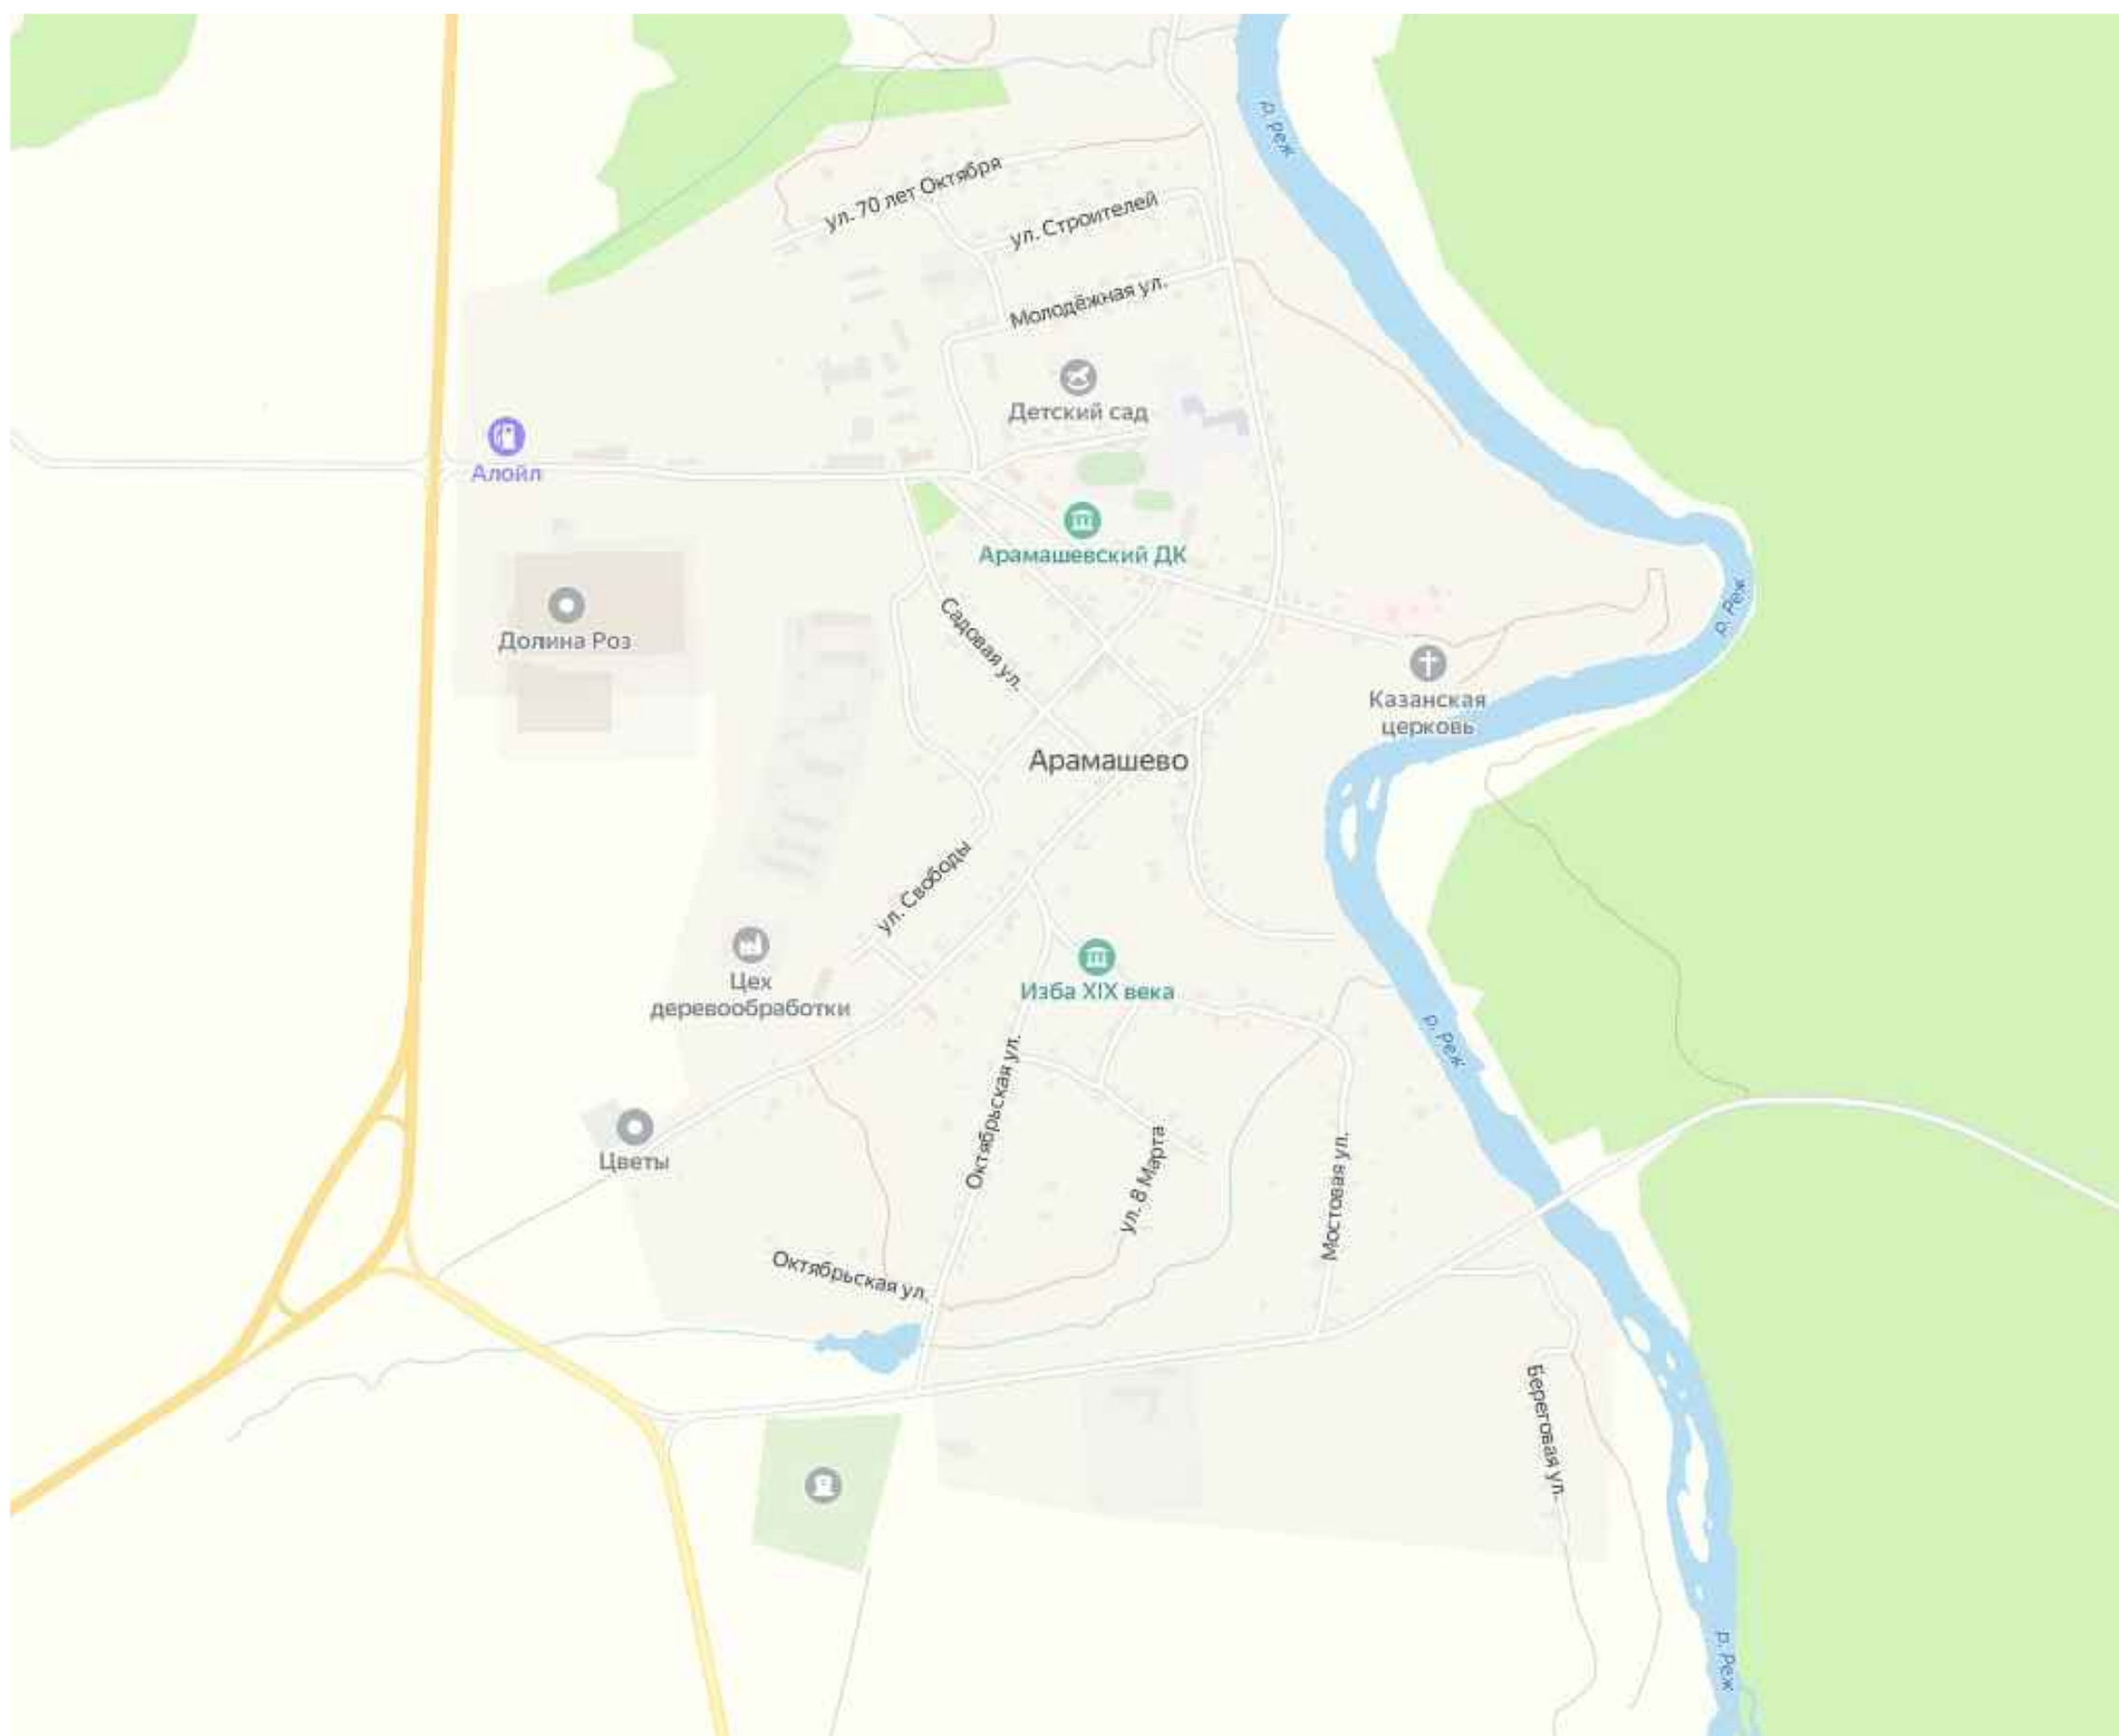 р. реж
ул. 70 лет Октября
ул. Строителей
Молодёжная ул.
Детский сад
Алойл
Арамашевский ДК
Долина Роз
Садовая ул.
р. Реж
Казанская
церковь
Арамашево
ул. Свободы
Цех
деревообработки
Изба XIX века
р. Реж
Октябрьская ул.
Цветы
ул. 8 Марта
Мостовая ул.
Октябрьская ул.
Береговая ул.
р. Реж